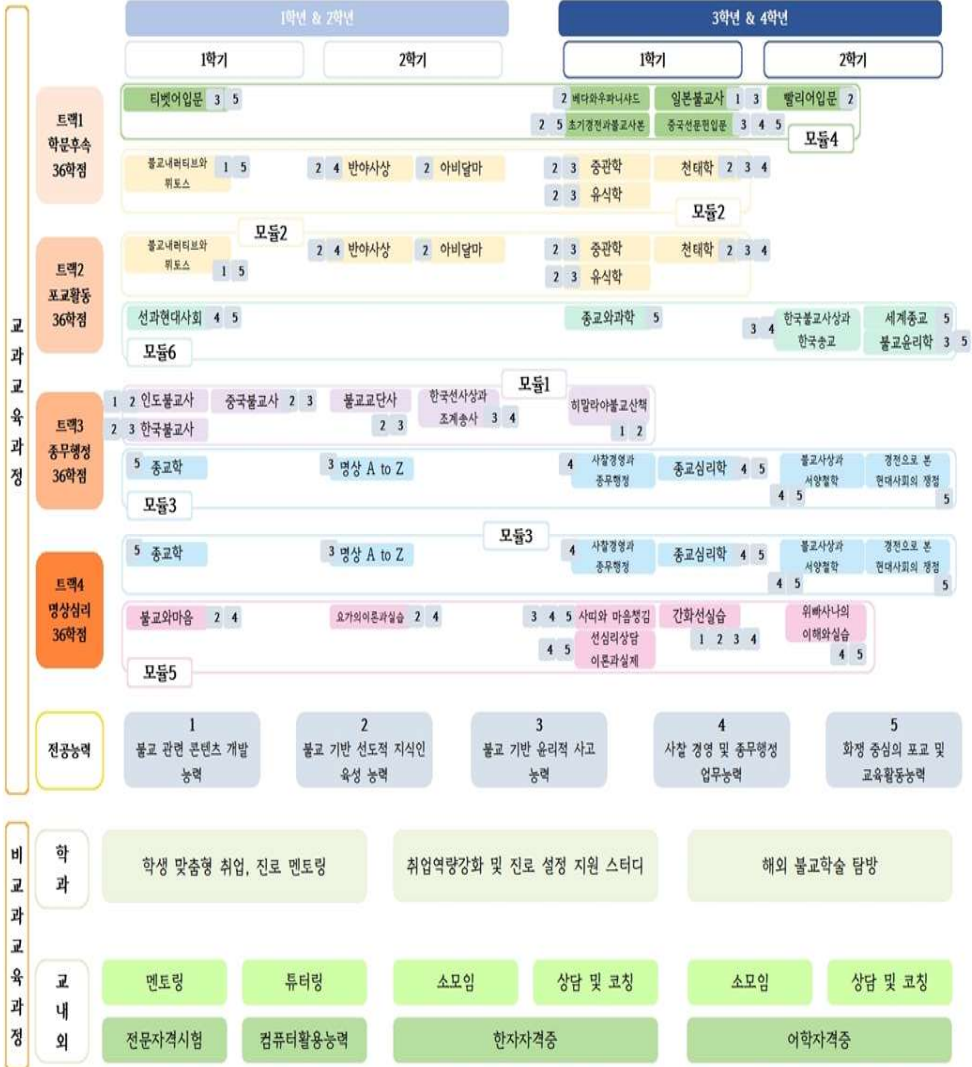 1학년 & 2학년
3학년 & 4학년
1학기
2학기
1학기
2학기
교과교육과정
트랙1
학문후속
36학점
티벳어입문 3 5
2 베다와우파니샤드
일본불교사 1 3
빨리어입문 2
2 5 초기경전과불교사본
중국선문헌입문 3 4 5
모듈4
불교내러티브와
뮈토스
1 5
2 4 반야사상
2 아비달마
2 3 중관학
천태학 2 3 4
2 3 유식학
모듈2
모듈2
트랙2
포교활동
36학점
불교내러티브와
뮈토스
1 5
2 4 반야사상
2 아비달마
2 3 중관학
천태학 2 3 4
2 3 유식학
선과현대사회 4 5
종교와과학 5
3 4
한국불교사상과
한국종교
세계종교 5
불교윤리학 3 5
모듈6
모듈1
트랙3
종무행정
36학점
1 2 인도불교사
중국불교사 2 3
불교교단사
2 3
한국선사상과
조계종사 3 4
히말라야불교산책
1 2
2 3 한국불교사
5 종교학
3 명상 A to Z
4 사찰경영과
종무행정
종교심리학 4 5
불교사상과
서양철학
4 5
경전으로 본
현대사회의 쟁점
5
모듈3
모듈3
트랙4
명상심리
36학점
5 종교학
3 명상 A to Z
4 사찰경영과
종무행정
종교심리학 4 5
불교사상과
서양철학
4 5
경전으로 본
현대사회의 쟁점
5
불교와마음 2 4
요가의이론과실습 2 4
3 4 5 사띠와 마음챙김
4 5 선심리상담
이론과실제
간화선실습
1 2 3 4
위빠사나의
이해와실습
4 5
모듈5
전공능력
1
불교 관련 콘텐츠 개발
능력
2
불교 기반 선도적 지식인
육성 능력
3
불교 기반 윤리적 사고
능력
4
사찰 경영 및 종무행정
업무능력
5
화쟁 중심의 포교 및
교육활동능력
비교과교육과정
학과
학생 맞춤형 취업, 진로 멘토링
취업역량강화 및 진로 설정 지원 스터디
해외 불교학술 탐방
교내외
멘토링
튜터링
소모임
상담 및 코칭
소모임
상담 및 코칭
전문자격시험
컴퓨터활용능력
한자자격증
어학자격증